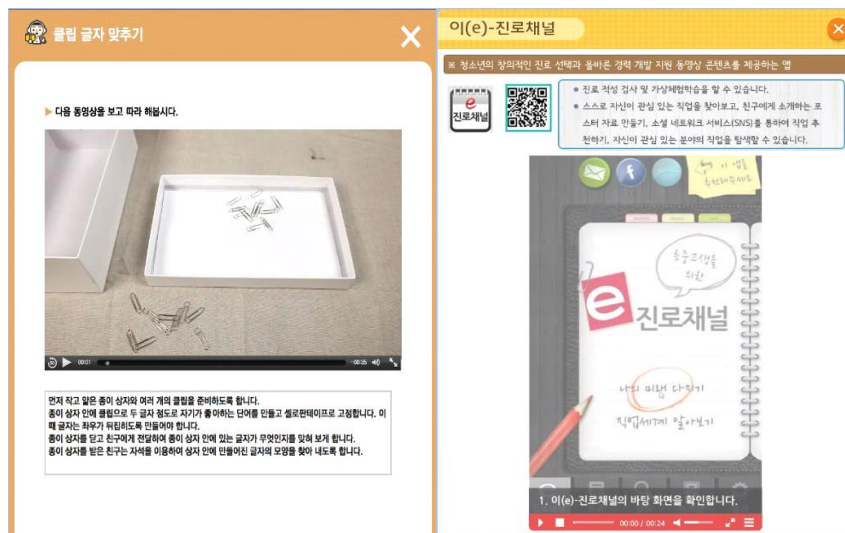 클립 글자 맞추기
▶ 다음 동영상을 보고 따라 해봅시다.
00:01
-00:35
먼저 작고 얇은 종이 상자와 여러 개의 클립을 준비하도록 합니다.
종이 상자 안에 클립으로 두 글자 정도로 자기가 좋아하는 단어를 만들고 셀로판테이프로 고정합니다. 이
때 글자는 좌우가 뒤집히도록 만들어야 합니다.
종이 상자를 닫고 친구에게 전달하여 종이 상자 안에 있는 글자가 무엇인지를 맞혀 보게 합니다.
종이 상자를 받은 친구는 자석을 이용하여 상자 안에 만들어진 글자의 모양을 찾아 내도록 합니다.
이(e)-진로채널
※ 청소년의 창의적인 진로 선택과 올바른 경력 개발 지원 동영상 콘텐츠를 제공하는 앱
e
진로채널
● 진로 적성 검사 및 가상체험학습을 할 수 있습니다.
● 스스로 자신이 관심 있는 직업을 찾아보고, 친구에게 소개하는 포
스터 자료 만들기, 소셜 네트워크 서비스(SNS)를 통하여 직업 추
천하기, 자신이 관심 있는 분야의 직업을 탐색할 수 있습니다.
f
이 앱을
추천해주세요
초중고생을
위한
e
진로채널
나의 미래 다지기
직업세계 알아보기
1. 이(e)-진로채널의 바탕 화면을 확인합니다.
00:00 / 00:24